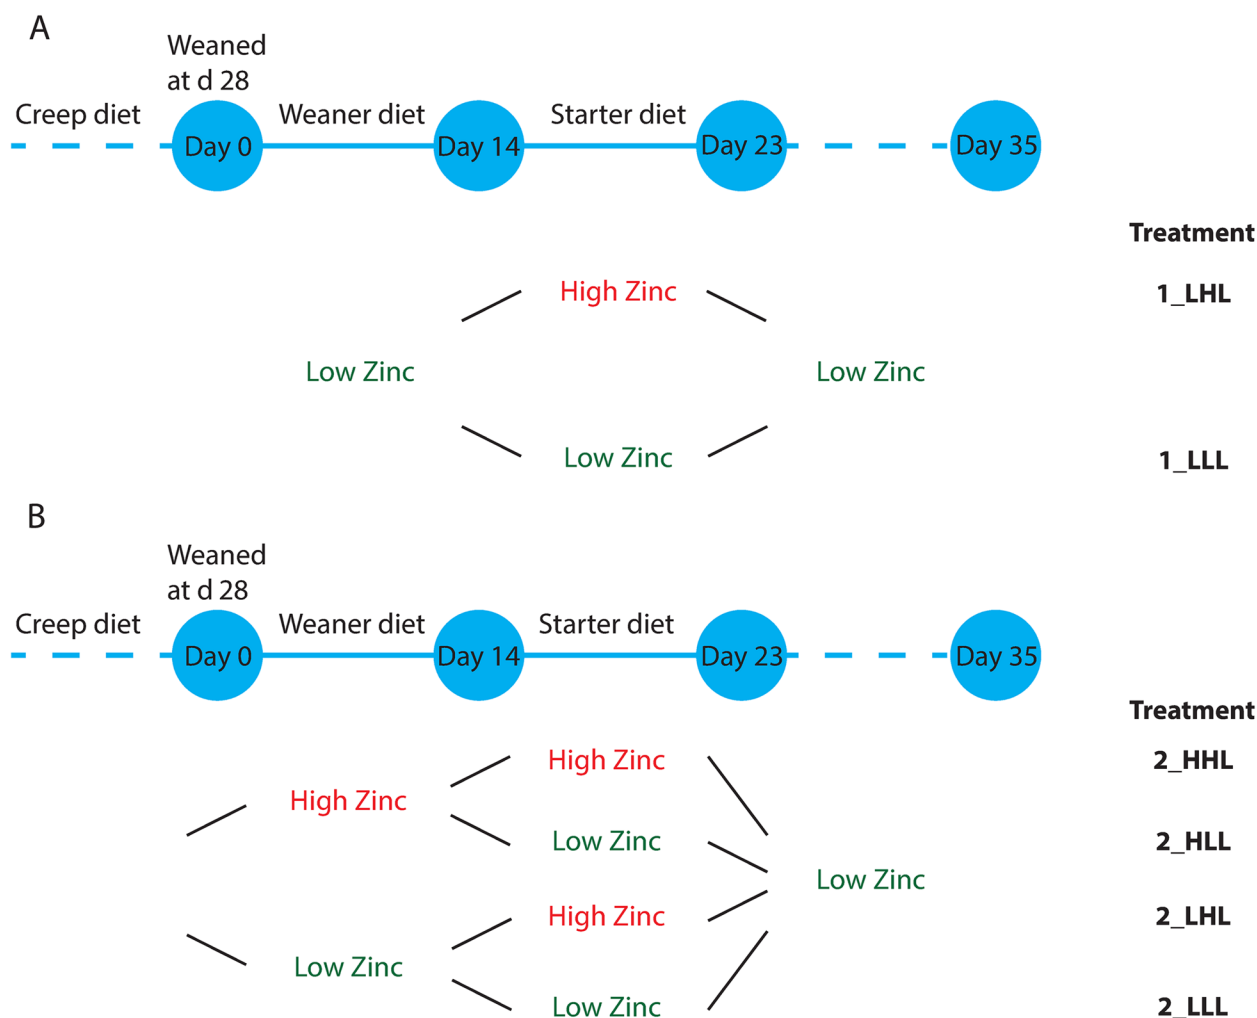 A
Weaned
at d 28
Creep diet
Weaner diet
Starter diet
Day 0
Day 14
Day 23
Day 35
Treatment
High Zinc
1_LHL
Low Zinc
Low Zinc
Low Zinc
1_LLL
B
Weaned
at d 28
Creep diet
Weaner diet
Starter diet
Day 0
Day 14
Day 23
Day 35
Treatment
High Zinc
2_HHL
High Zinc
Low Zinc
2_HLL
Low Zinc
High Zinc
2_LHL
Low Zinc
Low Zinc
2_LLL